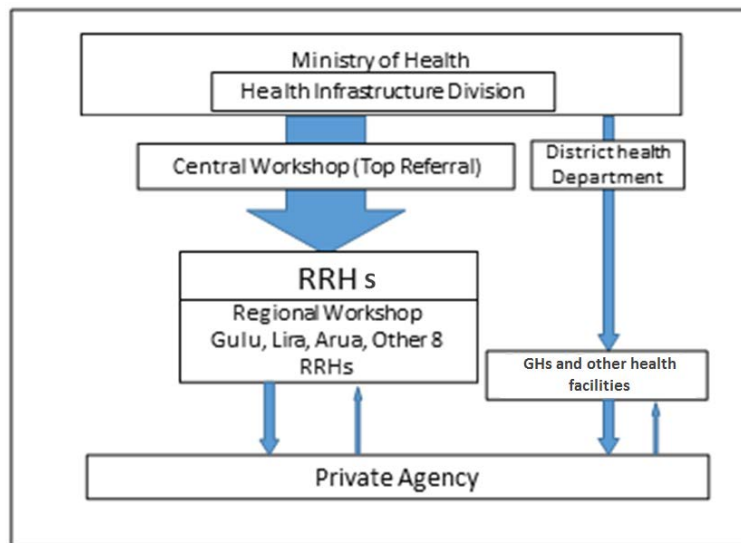 Ministry of Health
Health Infrastructure Division
Central Workshop (Top Referral)
District health
Department
RRH s
Regional Workshop
Gulu, Lira, Arua, Other 8
RRHs
GHs and other health
facilities
Private Agency